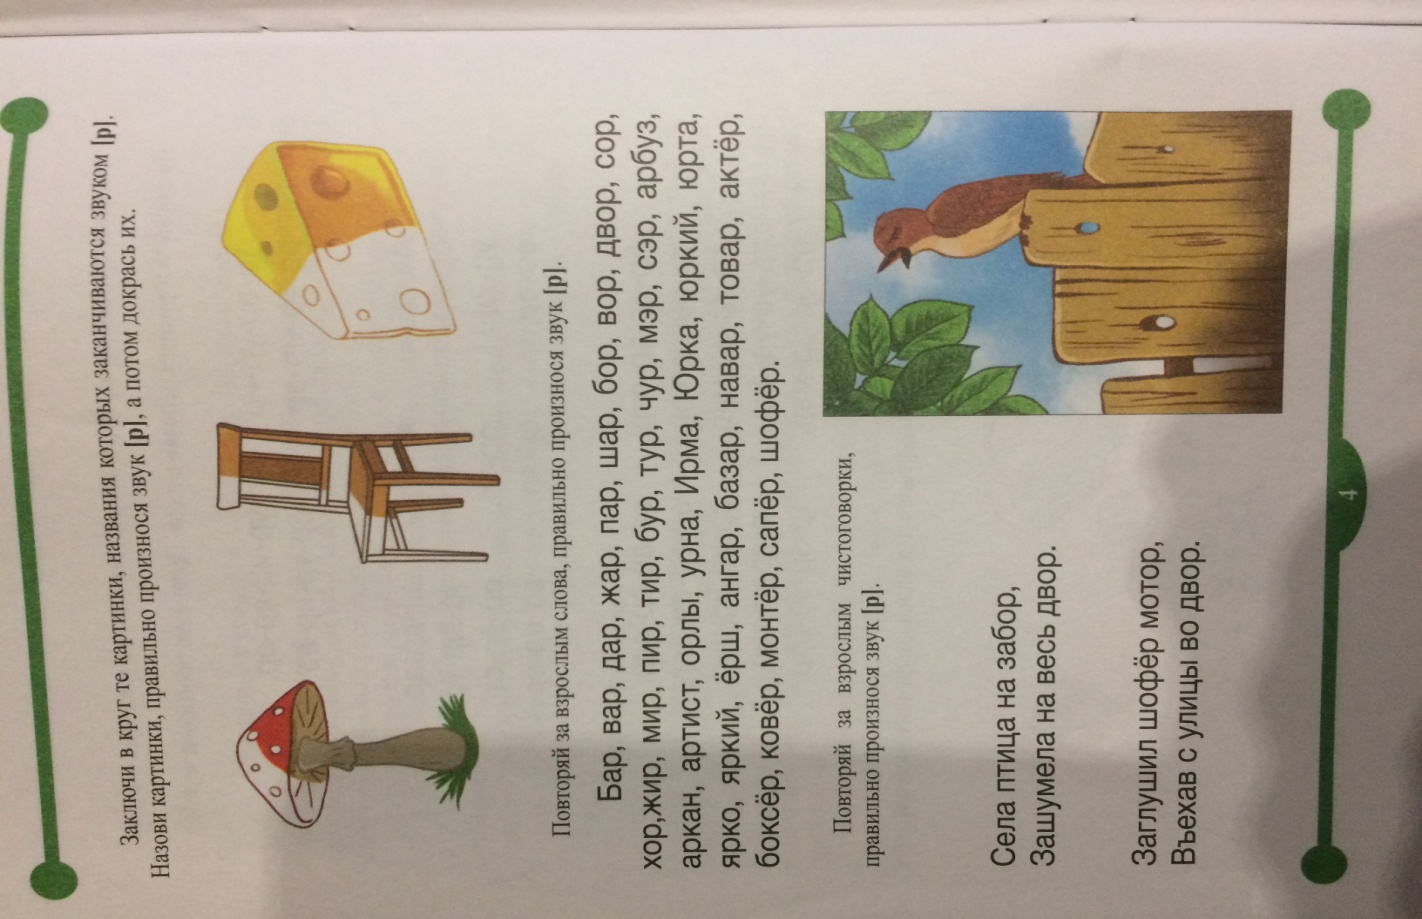 Заключи в круг те картинки, названия которых заканчиваются звуком [р].
Назови картинки, правильно произнося звук [р], а потом докрась их.
Повторяй за взрослым слова, правильно произнося звук [р].
Бар, вар, дар, жар, пар, шар, бор, вор, двор, сор,
хор,жир, мир, пир, тир, бур, тур, чур, мэр, сэр, арбуз,
аркан, артист, орлы, урна, Ирма, Юрка, юркий, юрта,
ярко, яркий, ёрш, ангар, базар, навар, товар, актёр,
боксёр, ковёр, монтёр, сапёр, шофёр.
Повторяй за взрослым чистоговорки,
правильно произнося звук [р].
Села птица на забор,
Зашумела на весь двор.
Заглушил шофёр мотор,
Въехав с улицы во двор.
4